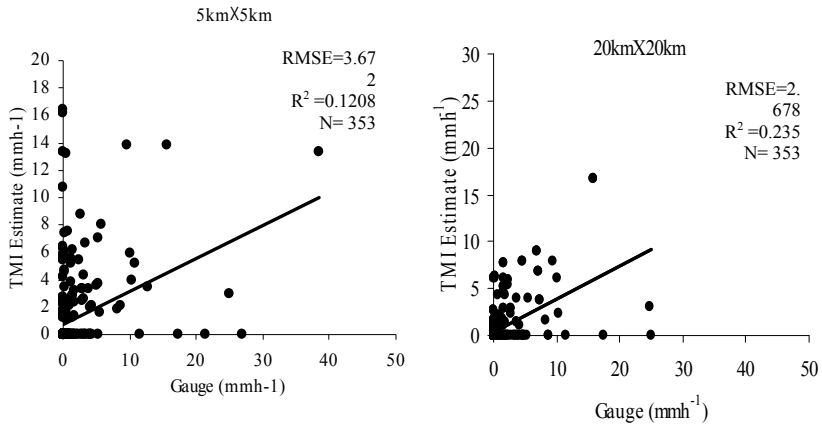 5kmX5km
RMSE=3.67
2
R² =0.1208
N= 353
20
18
16
14
12
10
8
6
4
2
0
TMI Estimate (mmh-1)
0 10 20 30 40 50
Gauge (mmh-1)
20kmX20km
RMSE=2.
678
R² =0.235
N= 353
30
25
20
15
10
5
0
TMI Estimate (mmh⁻¹)
0 10 20 30 40 50
Gauge (mmh⁻¹)